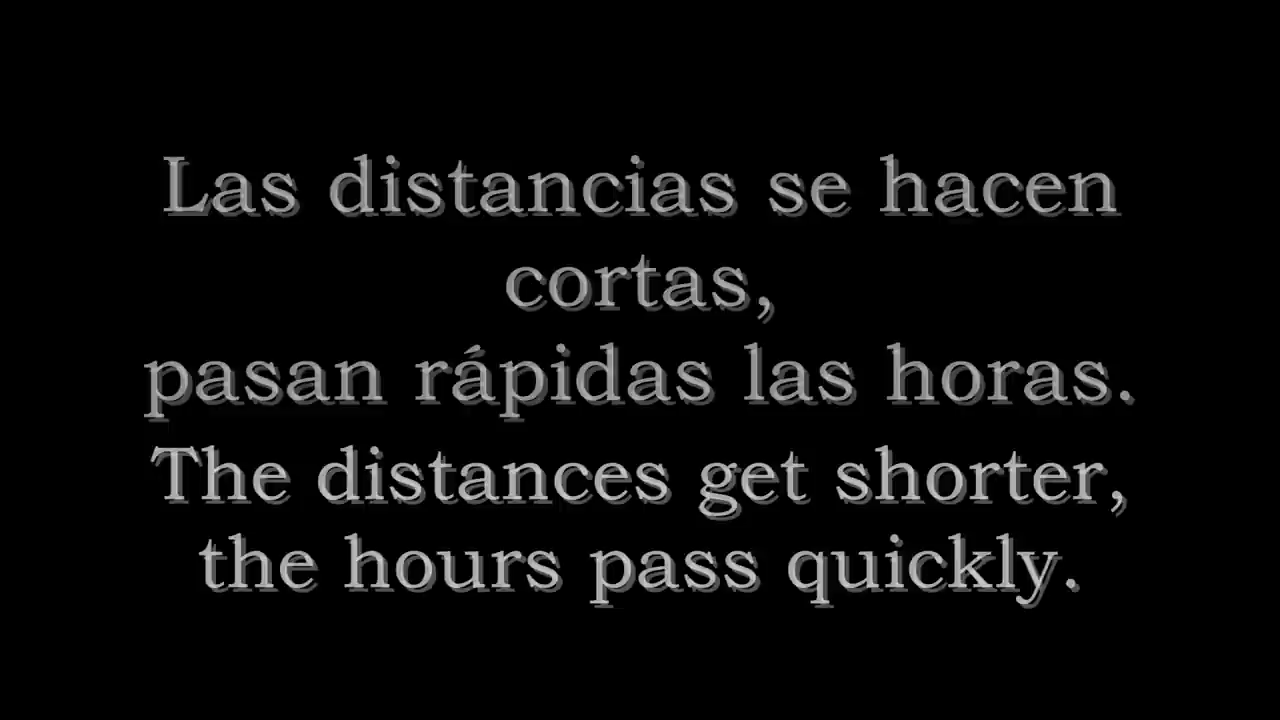 Las distancias se hacen
cortas,
pasan rápidas las horas.
The distances get shorter,
the hours pass quickly.